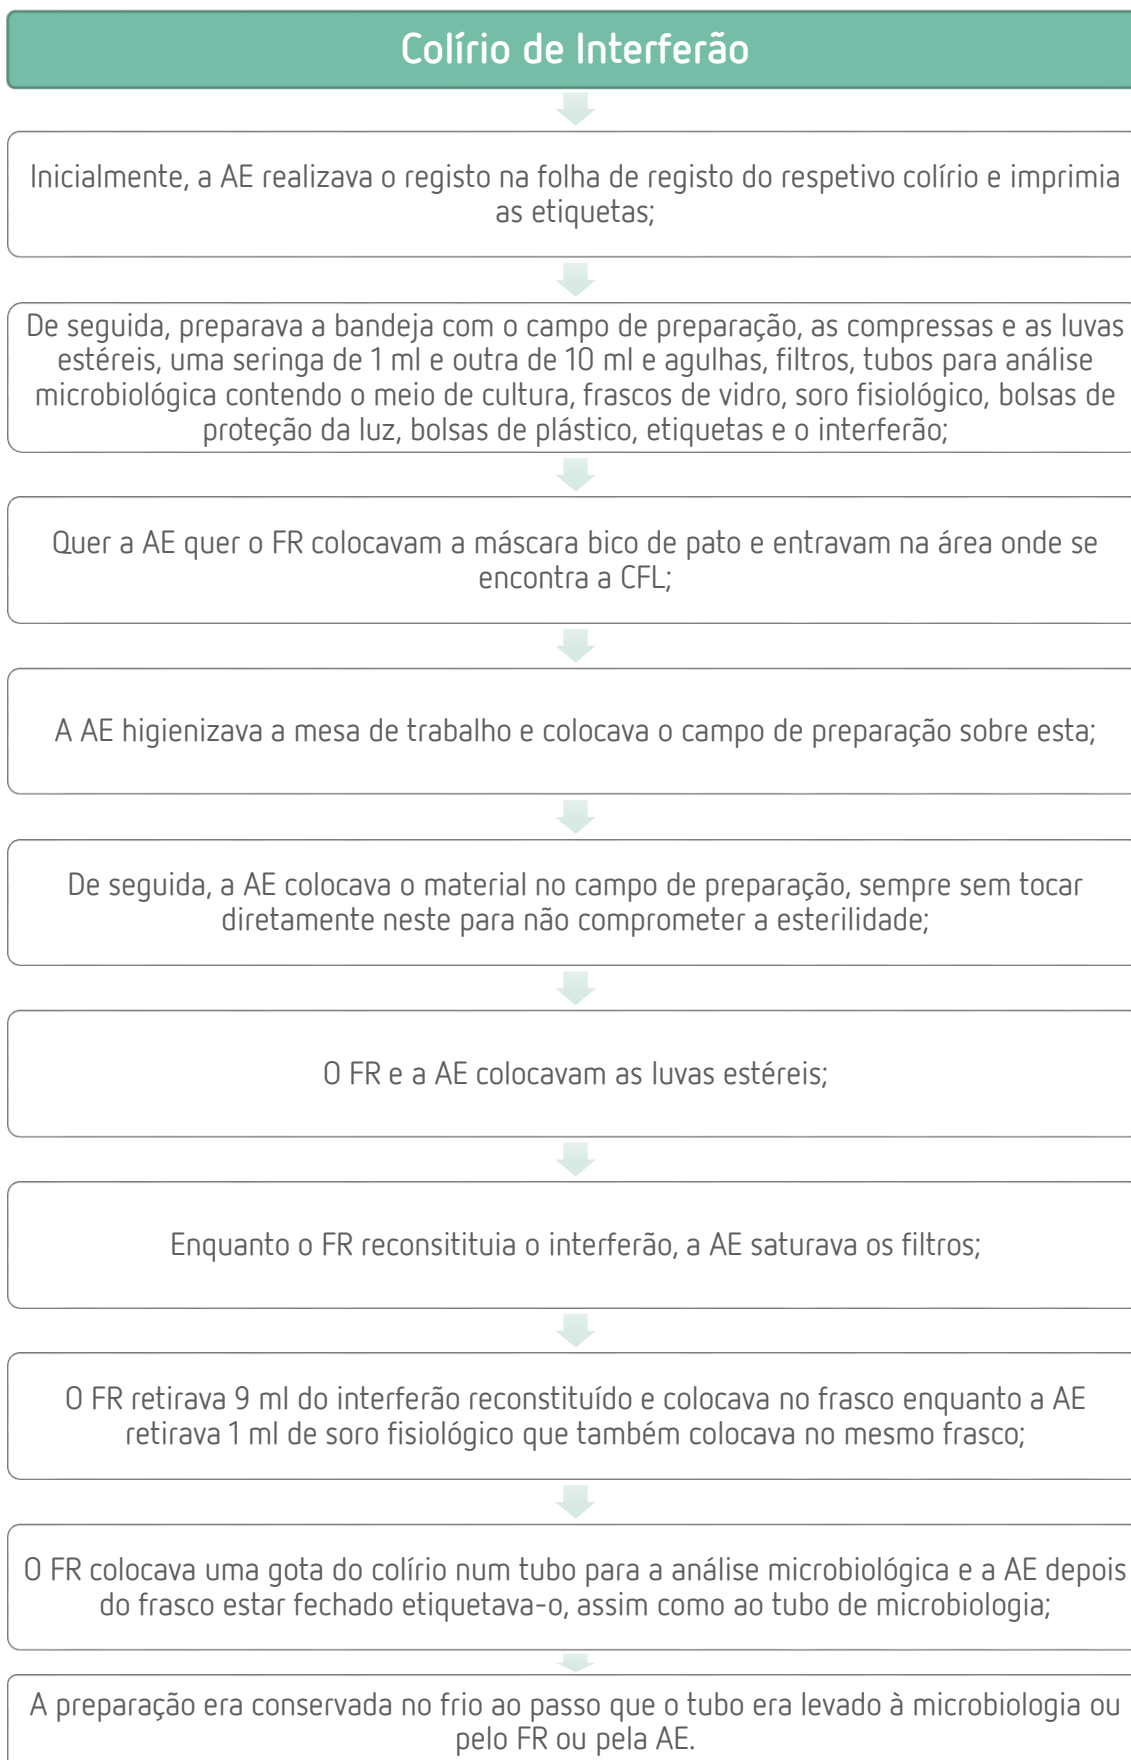 Colírio de Interferão
Inicialmente, a AE realizava o registo na folha de registo do respetivo colírio e imprimia
as etiquetas;
De seguida, preparava a bandeja com o campo de preparação, as compressas e as luvas
estéreis, uma seringa de 1 ml e outra de 10 ml e agulhas, filtros, tubos para análise
microbiológica contendo o meio de cultura, frascos de vidro, soro fisiológico, bolsas de
proteção da luz, bolsas de plástico, etiquetas e o interferão;
Quer a AE quer o FR colocavam a máscara bico de pato e entravam na área onde se
encontra a CFL;
A AE higienizava a mesa de trabalho e colocava o campo de preparação sobre esta;
De seguida, a AE colocava o material no campo de preparação, sempre sem tocar
diretamente neste para não comprometer a esterilidade;
O FR e a AE colocavam as luvas estéreis;
Enquanto o FR reconsitituia o interferão, a AE saturava os filtros;
O FR retirava 9 ml do interferão reconstituído e colocava no frasco enquanto a AE
retirava 1 ml de soro fisiológico que também colocava no mesmo frasco;
O FR colocava uma gota do colírio num tubo para a análise microbiológica e a AE depois
do frasco estar fechado etiquetava-o, assim como ao tubo de microbiologia;
A preparação era conservada no frio ao passo que o tubo era levado à microbiologia ou
pelo FR ou pela AE.